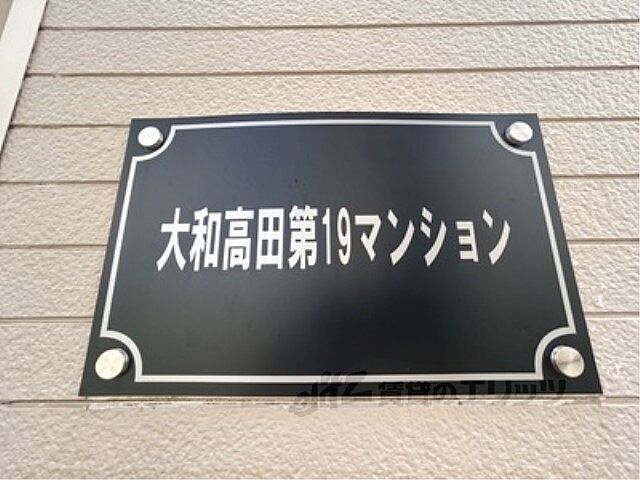 大和高田第19マンション
elitz 賃貸のエリッツ